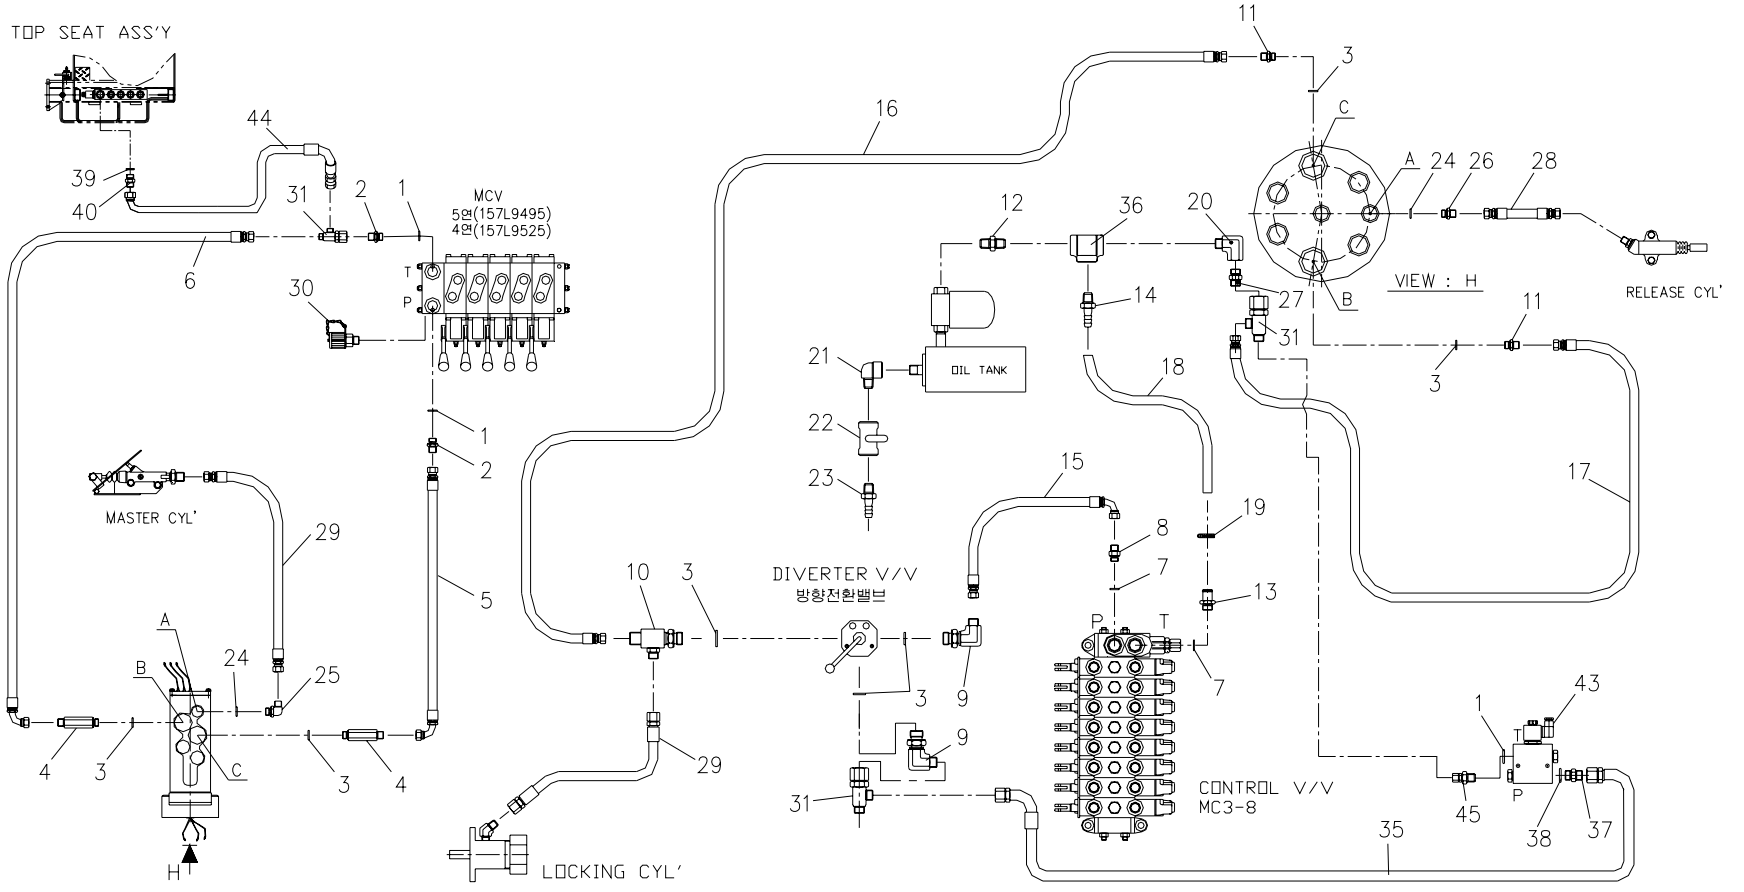 TOP SEAT ASS'Y
11
3
16
44
C
39
40
31
2
1
MCV
5연(157L9495)
4연(157L9525)
12
36
20
A
24
26
28
6
T
P
30
14
27
31
B
VIEW : H
RELEASE CYL'
11
3
21
OIL TANK
18
1
2
22
23
15
17
MASTER CYL'
29
5
19
8
7
10
3
DIVERTER V/V
방향전환밸브
13
P
T
A
B
24
25
3
9
7
4
3
C
3
4
29
9
31
1
43
T
P
CONTROL V/V
MC3-8
45
38
37
35
H
LOCKING CYL'